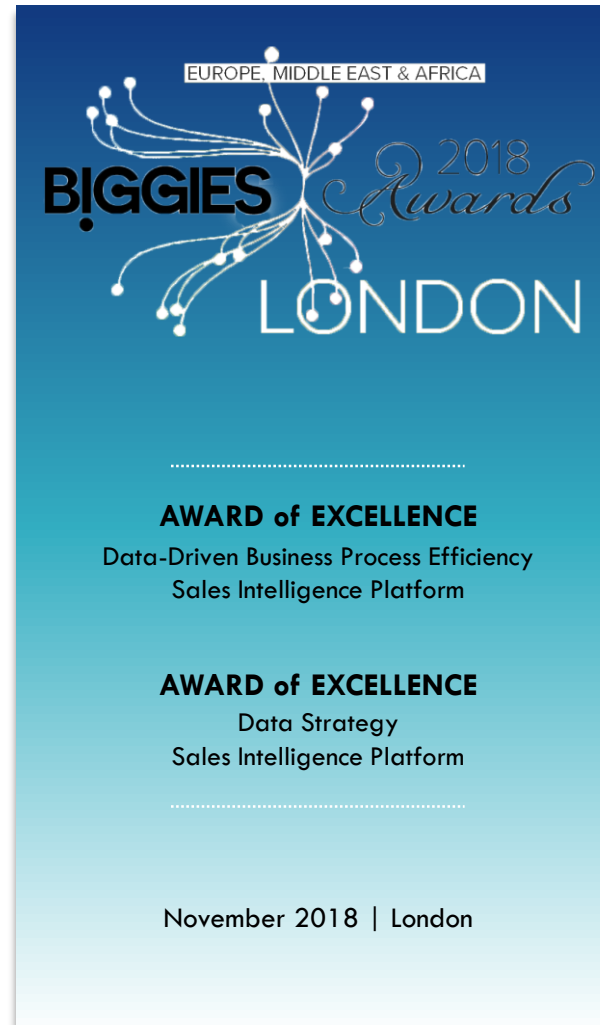 EUROPE, MIDDLE EAST & AFRICA
BIGGIES 2018 Awards
LONDON
AWARD of EXCELLENCE
Data-Driven Business Process Efficiency
Sales Intelligence Platform
AWARD of EXCELLENCE
Data Strategy
Sales Intelligence Platform
November 2018 | London